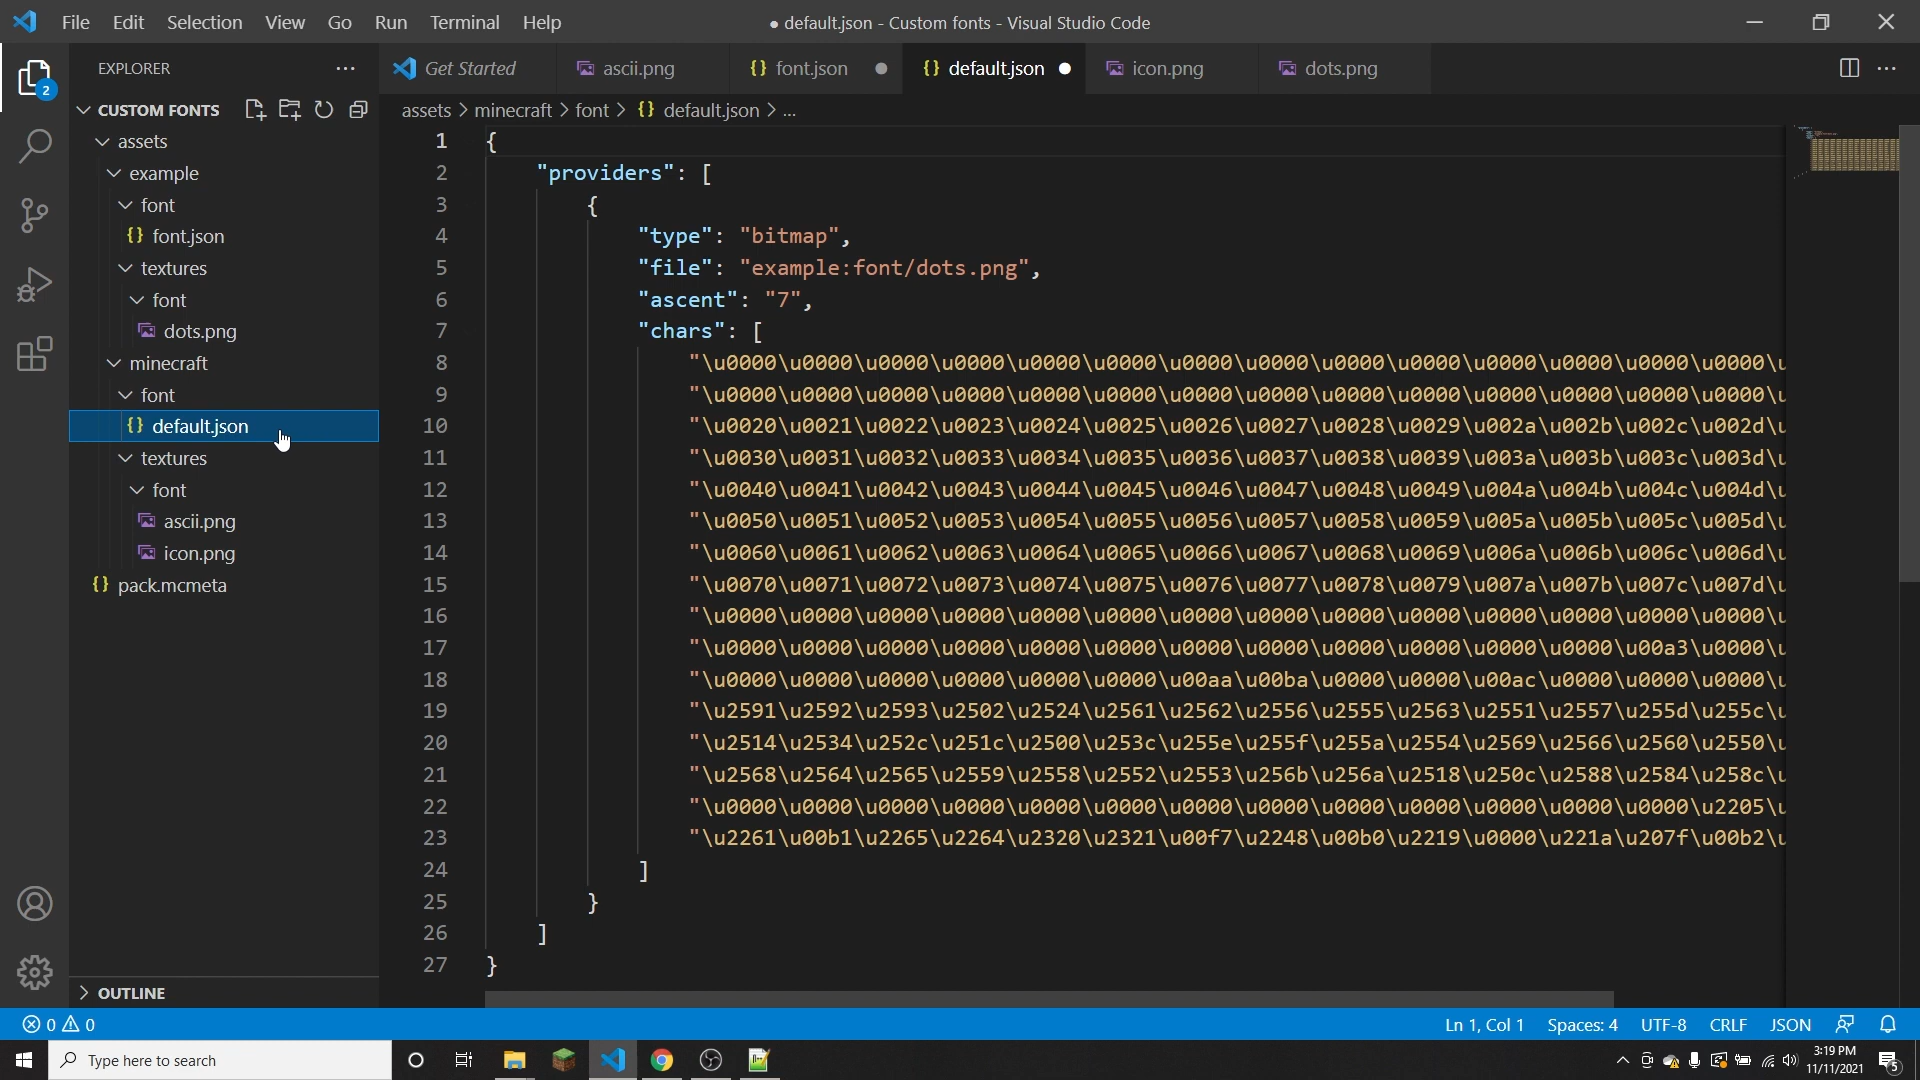 File Edit Selection View Go Run Terminal Help
● default.json - Custom fonts - Visual Studio Code
EXPLORER
Get Started
ascii.png
{} font.json
{} default.json
icon.png
dots.png
CUSTOM FONTS
assets
example
font
{} font.json
textures
font
dots.png
minecraft
font
{} default.json
textures
font
ascii.png
icon.png
{} pack.mcmeta
OUTLINE
2
assets > minecraft > font > {} default.json > ...
1 {
2 "providers": [
3 {
4 "type": "bitmap",
5 "file": "example:font/dots.png",
6 "ascent": "7",
7 "chars": [
8 "\u0000\u0000\u0000\u0000\u0000\u0000\u0000\u0000\u0000\u0000\u0000\u0000\u0000\u0000\u
9 "\u0000\u0000\u0000\u0000\u0000\u0000\u0000\u0000\u0000\u0000\u0000\u0000\u0000\u0000\u
10 "\u0020\u0021\u0022\u0023\u0024\u0025\u0026\u0027\u0028\u0029\u002a\u002b\u002c\u002d\u
11 "\u0030\u0031\u0032\u0033\u0034\u0035\u0036\u0037\u0038\u0039\u003a\u003b\u003c\u003d\u
12 "\u0040\u0041\u0042\u0043\u0044\u0045\u0046\u0047\u0048\u0049\u004a\u004b\u004c\u004d\u
13 "\u0050\u0051\u0052\u0053\u0054\u0055\u0056\u0057\u0058\u0059\u005a\u005b\u005c\u005d\u
14 "\u0060\u0061\u0062\u0063\u0064\u0065\u0066\u0067\u0068\u0069\u006a\u006b\u006c\u006d\u
15 "\u0070\u0071\u0072\u0073\u0074\u0075\u0076\u0077\u0078\u0079\u007a\u007b\u007c\u007d\u
16 "\u0000\u0000\u0000\u0000\u0000\u0000\u0000\u0000\u0000\u0000\u0000\u0000\u0000\u0000\u
17 "\u0000\u0000\u0000\u0000\u0000\u0000\u0000\u0000\u0000\u0000\u0000\u0000\u00a3\u0000\u
18 "\u0000\u0000\u0000\u0000\u0000\u0000\u00aa\u00ba\u0000\u0000\u00ac\u0000\u0000\u0000\u
19 "\u2591\u2592\u2593\u2502\u2524\u2561\u2562\u2556\u2555\u2563\u2551\u2557\u255d\u255c\u
20 "\u2514\u2534\u252c\u251c\u2500\u253c\u255e\u255f\u255a\u2554\u2569\u2566\u2560\u2550\u
21 "\u2568\u2564\u2565\u2559\u2558\u2552\u2553\u256b\u256a\u2518\u250c\u2588\u2584\u258c\u
22 "\u0000\u0000\u0000\u0000\u0000\u0000\u0000\u0000\u0000\u0000\u0000\u0000\u0000\u2205\u
23 "\u2261\u00b1\u2265\u2264\u2320\u2321\u00f7\u2248\u00b0\u2219\u0000\u221a\u207f\u00b2\u
24 ]
25 }
26 ]
27 }
0 0
Ln 1, Col 1 Spaces: 4 UTF-8 CRLF JSON
Type here to search
3:19 PM
11/11/2021
5